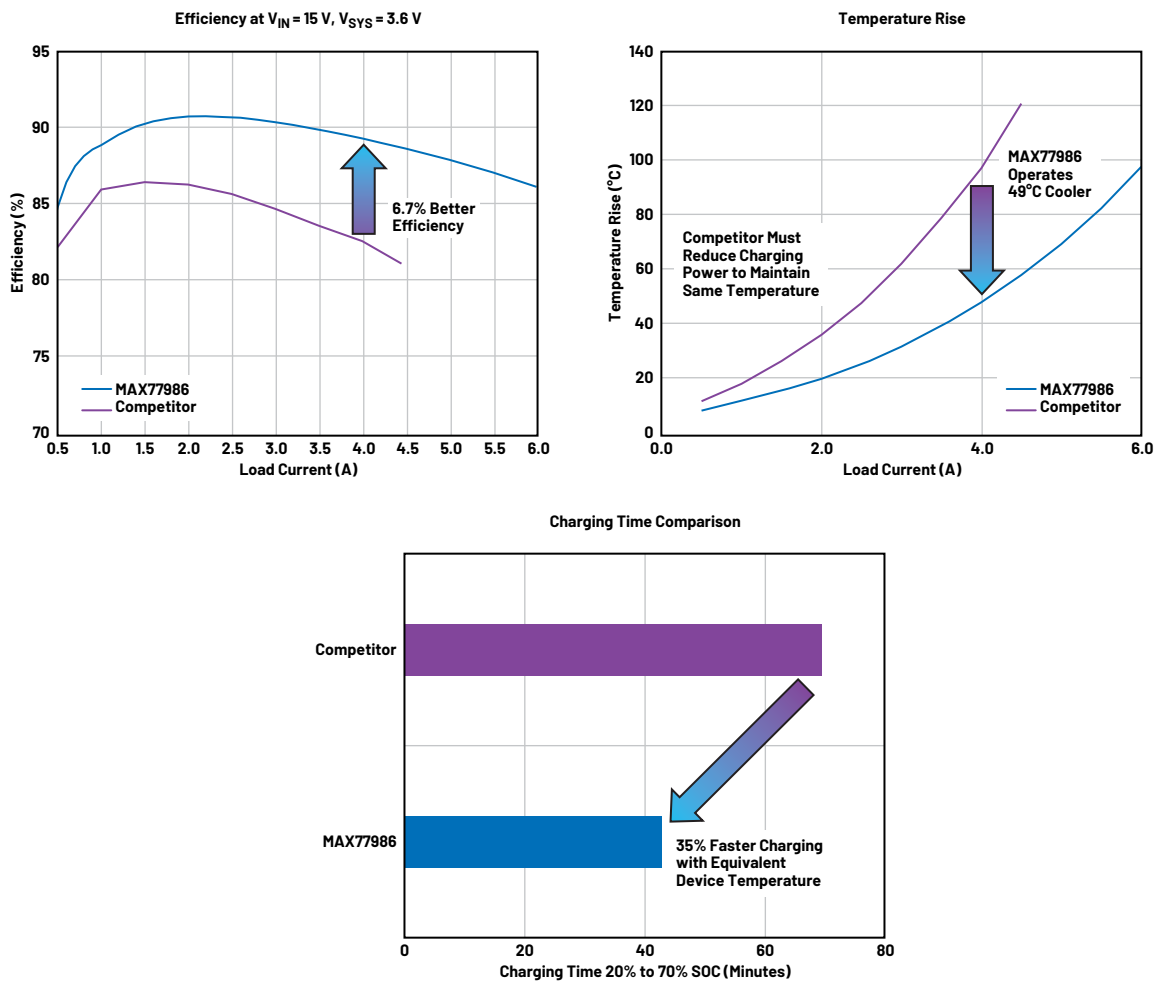 Efficiency at VIN = 15 V, VSYS = 3.6 V
95
90
85
80
75
70
Efficiency (%)
6.7% Better
Efficiency
MAX77986
Competitor
0.5 1.0 1.5 2.0 2.5 3.0 3.5 4.0 4.5 5.0 5.5 6.0
Load Current (A)
Temperature Rise
140
120
100
80
60
40
20
0
Temperature Rise (°C)
MAX77986
Operates
49°C Cooler
Competitor Must
Reduce Charging
Power to Maintain
Same Temperature
MAX77986
Competitor
0.0 2.0 4.0 6.0
Load Current (A)
Charging Time Comparison
Competitor
MAX77986
35% Faster Charging
with Equivalent
Device Temperature
0 20 40 60 80
Charging Time 20% to 70% SOC (Minutes)